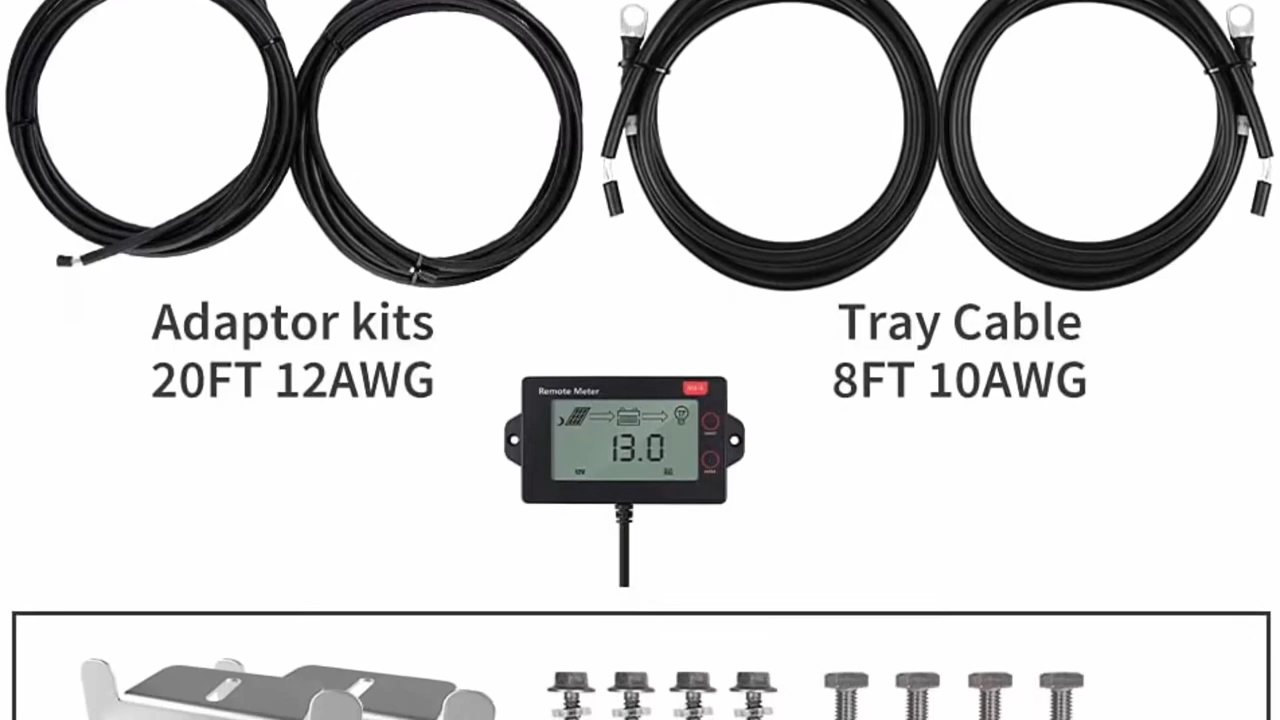 Adaptor kits
20FT 12AWG
Tray Cable
8FT 10AWG
Remote Meter
13.0